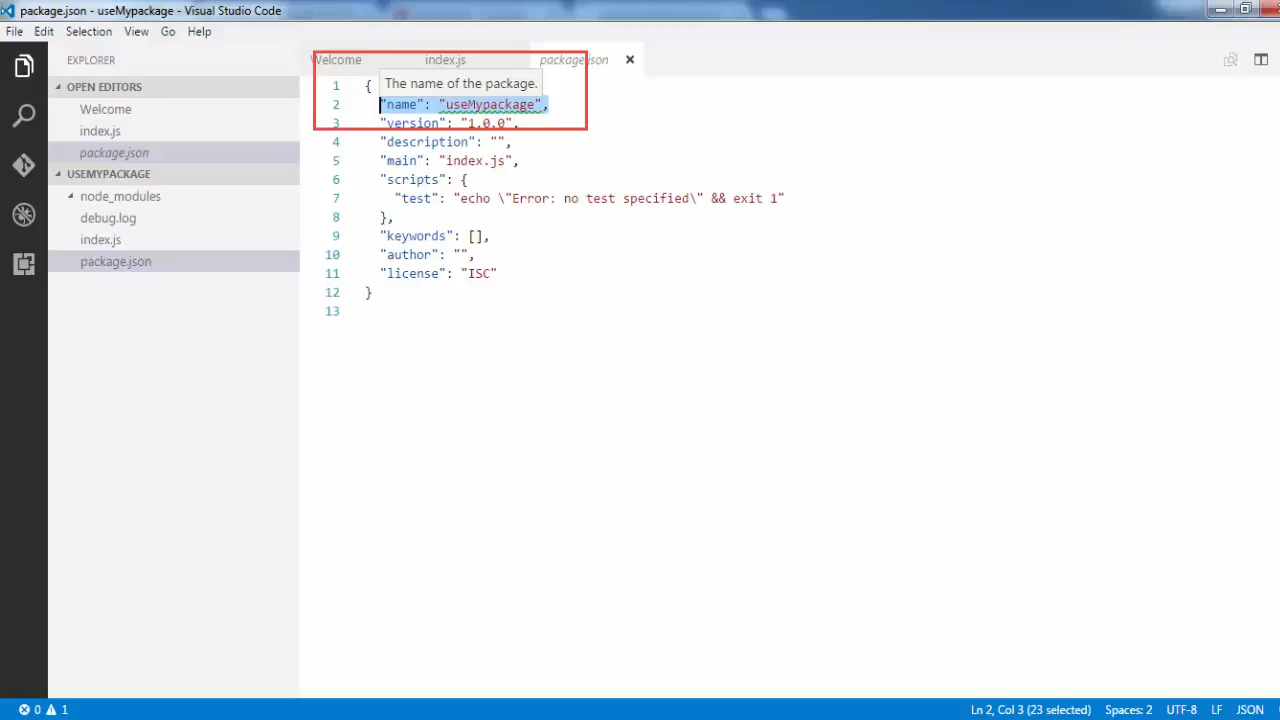 package.json - useMypackage - Visual Studio Code
File Edit Selection View Go Help
EXPLORER
OPEN EDITORS
Welcome
index.js
package.json
USEMYPACKAGE
node_modules
debug.log
index.js
package.json
Welcome index.js package.json
The name of the package.
1 {
2 "name": "useMypackage",
3 "version": "1.0.0",
4 "description": "",
5 "main": "index.js",
6 "scripts": {
7 "test": "echo \"Error: no test specified\" && exit 1"
8 },
9 "keywords": [],
10 "author": "",
11 "license": "ISC"
12 }
13
0 1 Ln 2, Col 3 (23 selected) Spaces: 2 UTF-8 LF JSON